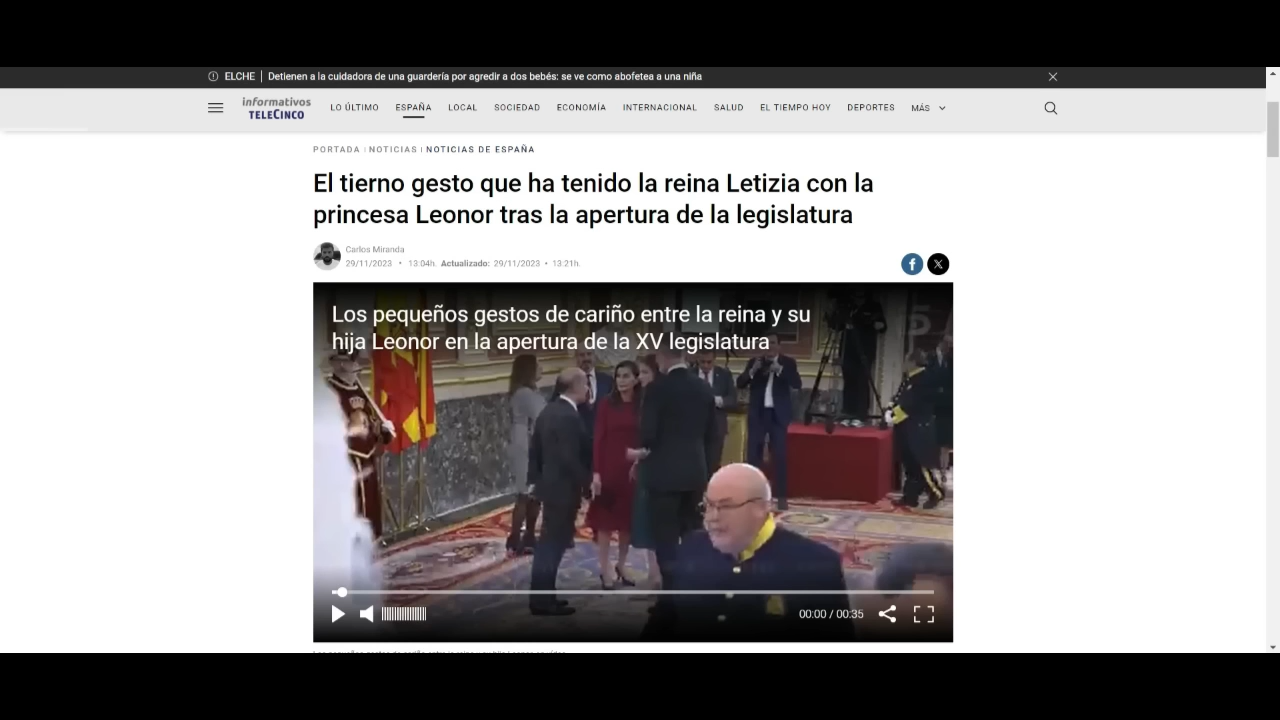 ELCHE | Detienen a la cuidadora de una guardería por agredir a dos bebés: se ve como abofetea a una niña
informativos
TELECINCO
LO ÚLTIMO ESPAÑA LOCAL SOCIEDAD ECONOMÍA INTERNACIONAL SALUD EL TIEMPO HOY DEPORTES MÁS
PORTADA | NOTICIAS | NOTICIAS DE ESPAÑA
El tierno gesto que ha tenido la reina Letizia con la
princesa Leonor tras la apertura de la legislatura
Carlos Miranda
29/11/2023 • 13:04h. Actualizado: 29/11/2023 • 13:21h.
Los pequeños gestos de cariño entre la reina y su
hija Leonor en la apertura de la XV legislatura
00:00 / 00:35